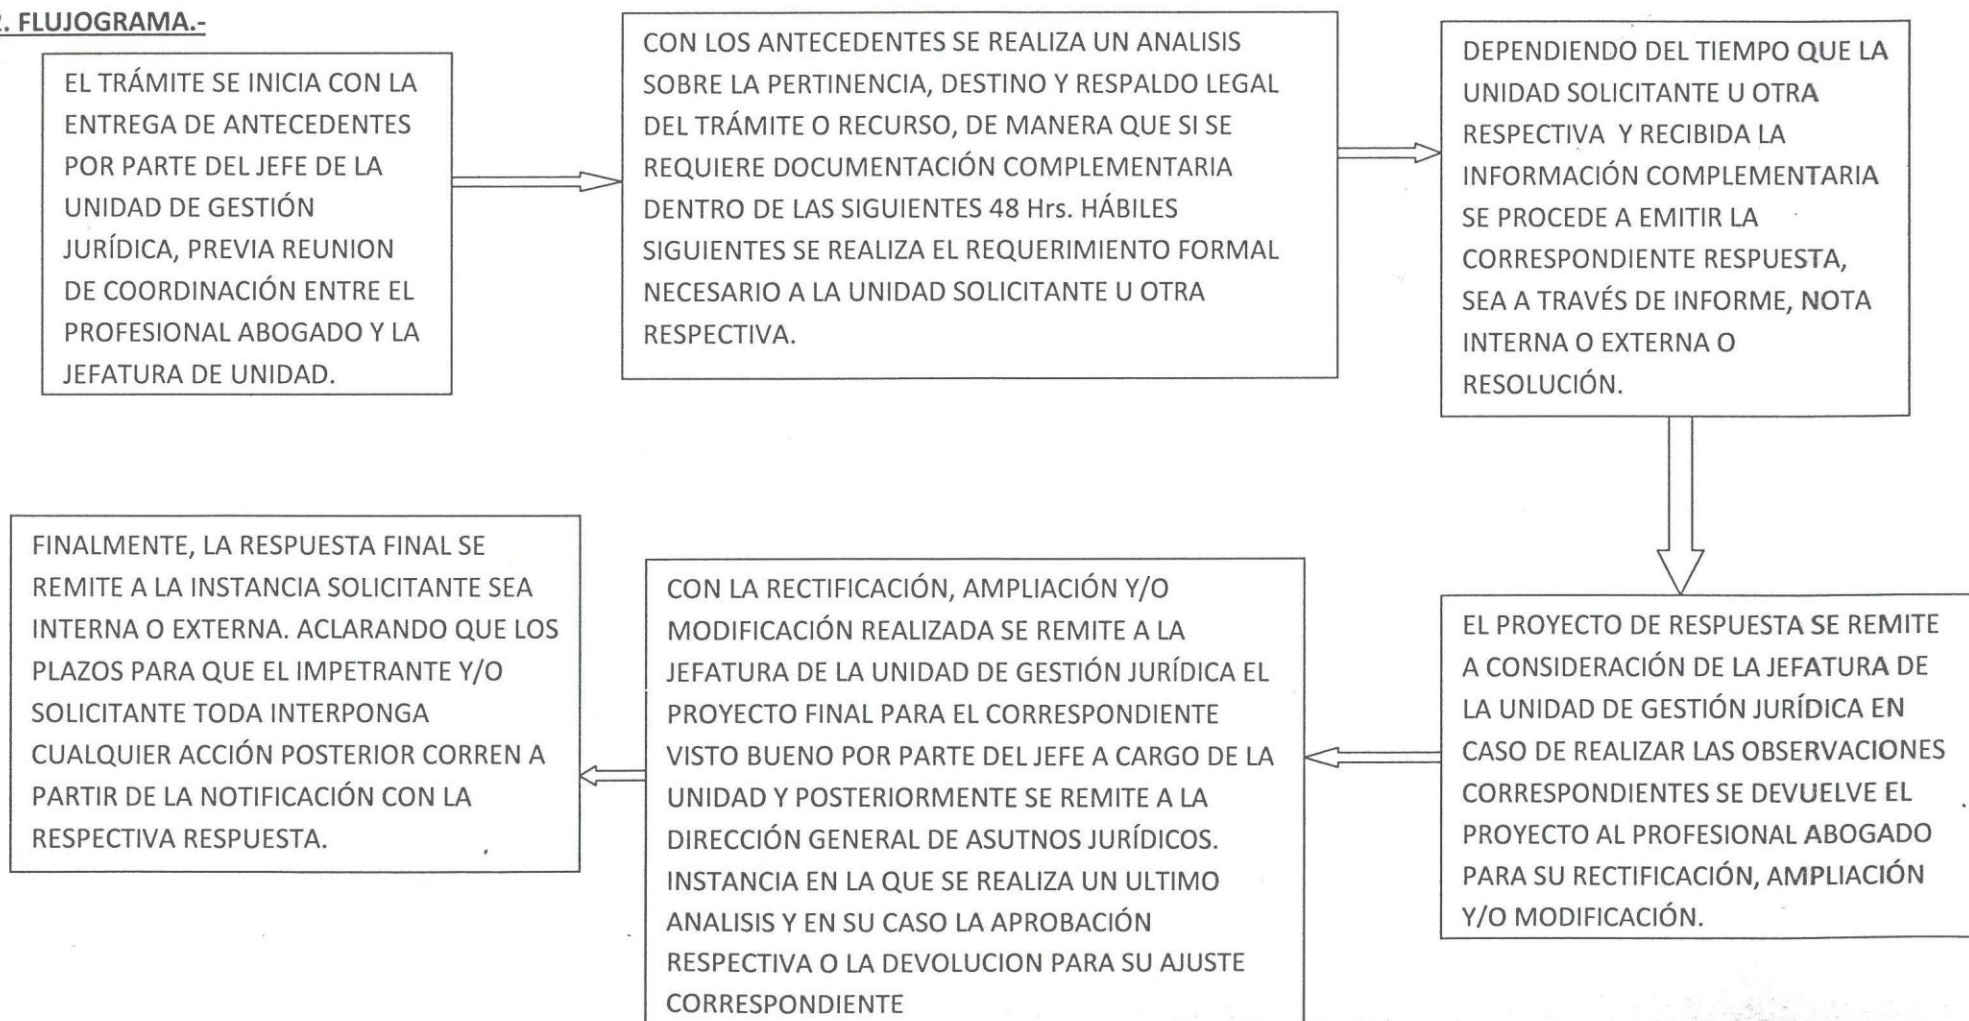 2. FLUJOGRAMA.-
EL TRÁMITE SE INICIA CON LA
ENTREGA DE ANTECEDENTES
POR PARTE DEL JEFE DE LA
UNIDAD DE GESTIÓN
JURÍDICA, PREVIA REUNION
DE COORDINACIÓN ENTRE EL
PROFESIONAL ABOGADO Y LA
JEFATURA DE UNIDAD.
CON LOS ANTECEDENTES SE REALIZA UN ANALISIS
SOBRE LA PERTINENCIA, DESTINO Y RESPALDO LEGAL
DEL TRÁMITE O RECURSO, DE MANERA QUE SI SE
REQUIERE DOCUMENTACIÓN COMPLEMENTARIA
DENTRO DE LAS SIGUIENTES 48 Hrs. HÁBILES
SIGUIENTES SE REALIZA EL REQUERIMIENTO FORMAL
NECESARIO A LA UNIDAD SOLICITANTE U OTRA
RESPECTIVA.
DEPENDIENDO DEL TIEMPO QUE LA
UNIDAD SOLICITANTE U OTRA
RESPECTIVA Y RECIBIDA LA
INFORMACIÓN COMPLEMENTARIA
SE PROCEDE A EMITIR LA
CORRESPONDIENTE RESPUESTA,
SEA A TRAVÉS DE INFORME, NOTA
INTERNA O EXTERNA O
RESOLUCIÓN.
EL PROYECTO DE RESPUESTA SE REMITE
A CONSIDERACIÓN DE LA JEFATURA DE
LA UNIDAD DE GESTIÓN JURÍDICA EN
CASO DE REALIZAR LAS OBSERVACIONES
CORRESPONDIENTES SE DEVUELVE EL
PROYECTO AL PROFESIONAL ABOGADO
PARA SU RECTIFICACIÓN, AMPLIACIÓN
Y/O MODIFICACIÓN.
CON LA RECTIFICACIÓN, AMPLIACIÓN Y/O
MODIFICACIÓN REALIZADA SE REMITE A LA
JEFATURA DE LA UNIDAD DE GESTIÓN JURÍDICA EL
PROYECTO FINAL PARA EL CORRESPONDIENTE
VISTO BUENO POR PARTE DEL JEFE A CARGO DE LA
UNIDAD Y POSTERIORMENTE SE REMITE A LA
DIRECCIÓN GENERAL DE ASUTNOS JURÍDICOS.
INSTANCIA EN LA QUE SE REALIZA UN ULTIMO
ANALISIS Y EN SU CASO LA APROBACIÓN
RESPECTIVA O LA DEVOLUCION PARA SU AJUSTE
CORRESPONDIENTE
FINALMENTE, LA RESPUESTA FINAL SE
REMITE A LA INSTANCIA SOLICITANTE SEA
INTERNA O EXTERNA. ACLARANDO QUE LOS
PLAZOS PARA QUE EL IMPETRANTE Y/O
SOLICITANTE TODA INTERPONGA
CUALQUIER ACCIÓN POSTERIOR CORREN A
PARTIR DE LA NOTIFICACIÓN CON LA
RESPECTIVA RESPUESTA.